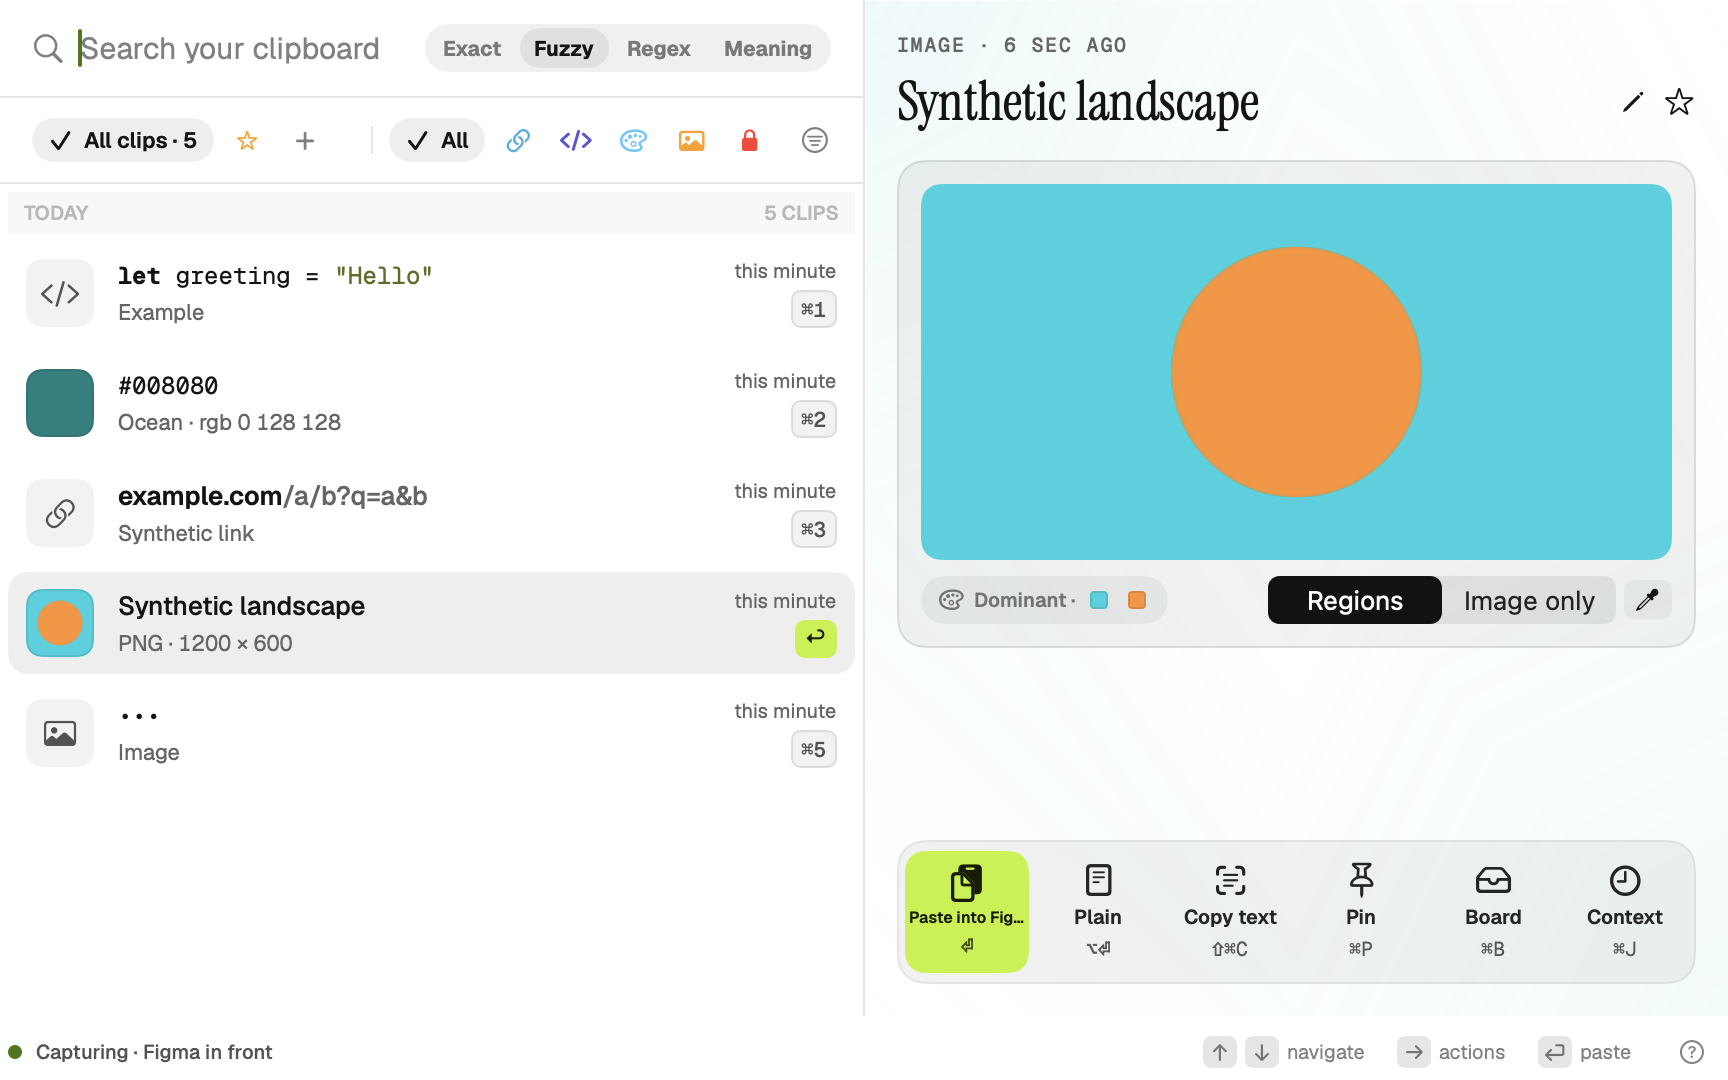 Search your clipboard
Exact Fuzzy Regex Meaning
All clips · 5
All
TODAY 5 CLIPS
let greeting = "Hello" this minute
Example ⌘1
#008080 this minute
Ocean · rgb 0 128 128 ⌘2
example.com/a/b?q=a&b this minute
Synthetic link ⌘3
Synthetic landscape this minute
PNG · 1200 × 600
... this minute
Image ⌘5
IMAGE · 6 SEC AGO
Synthetic landscape
Dominant · Regions Image only
Paste into Fig... Plain Copy text Pin Board Context
⏎ ⌥⏎ ⇧⌘C ⌘P ⌘B ⌘J
Capturing · Figma in front
↑ ↓ navigate → actions ↩ paste ?